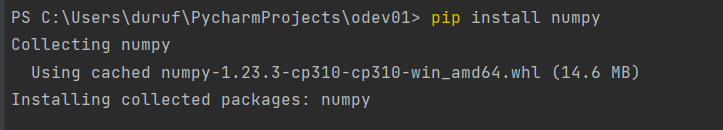 PS C:\Users\duruf\PycharmProjects\odev01> pip install numpy
Collecting numpy
  Using cached numpy-1.23.3-cp310-cp310-win_amd64.whl (14.6 MB)
Installing collected packages: numpy